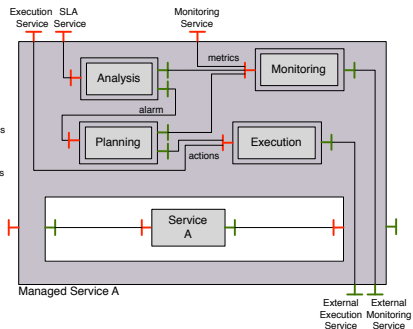 Execution SLA Monitoring
Service Service Service
metrics
Analysis
Monitoring
alarm
s
Planning
Execution
s
actions
Service
A
Managed Service A
External External
Execution Monitoring
Service Service